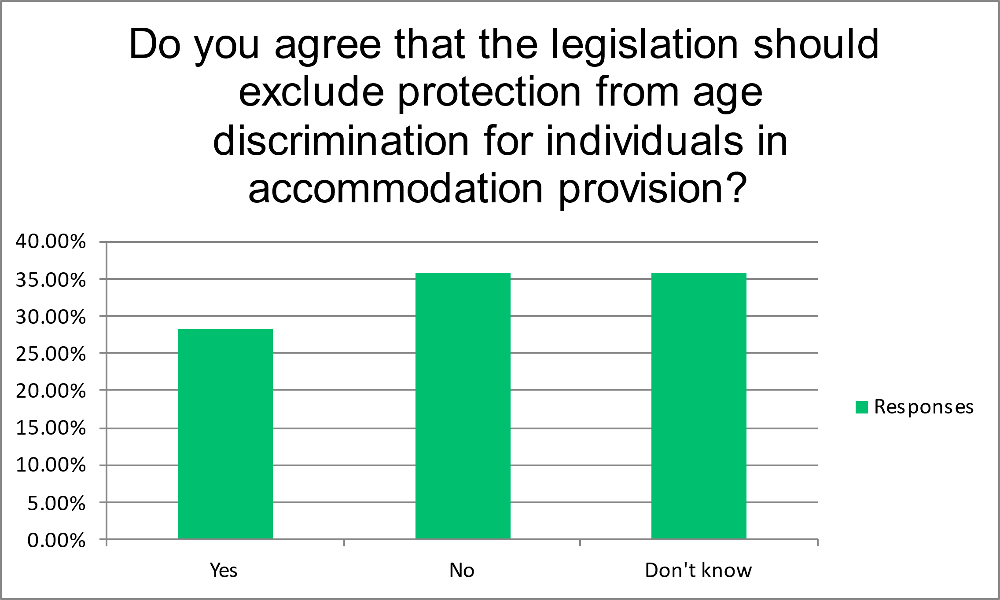 Do you agree that the legislation should
exclude protection from age
discrimination for individuals in
accommodation provision?
40.00%
35.00%
30.00%
25.00%
20.00%
15.00%
10.00%
5.00%
0.00%
Yes
No
Don't know
Responses